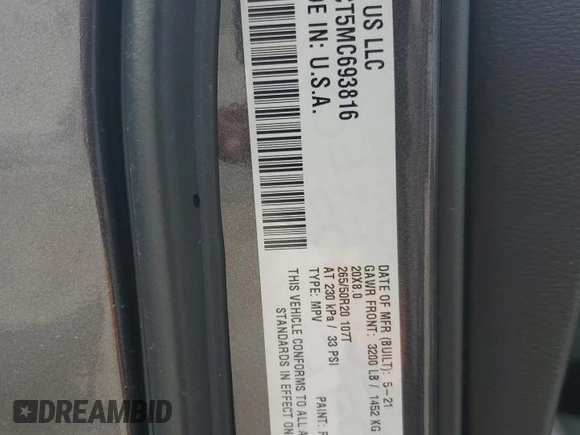 US LLC
DATE OF MFR (BUILT): 5-21
GAWR FRONT: 3200 LB / 1452 KG
20X8.0
265/50R20 107T
AT 230 kPa / 33 PSI
TYPE: MPV
THIS VEHICLE CONFORMS TO ALL A
STANDARDS IN EFFECT ON
CT5MC693816
DE IN: U.S.A.
PAINT:
DREAMBID